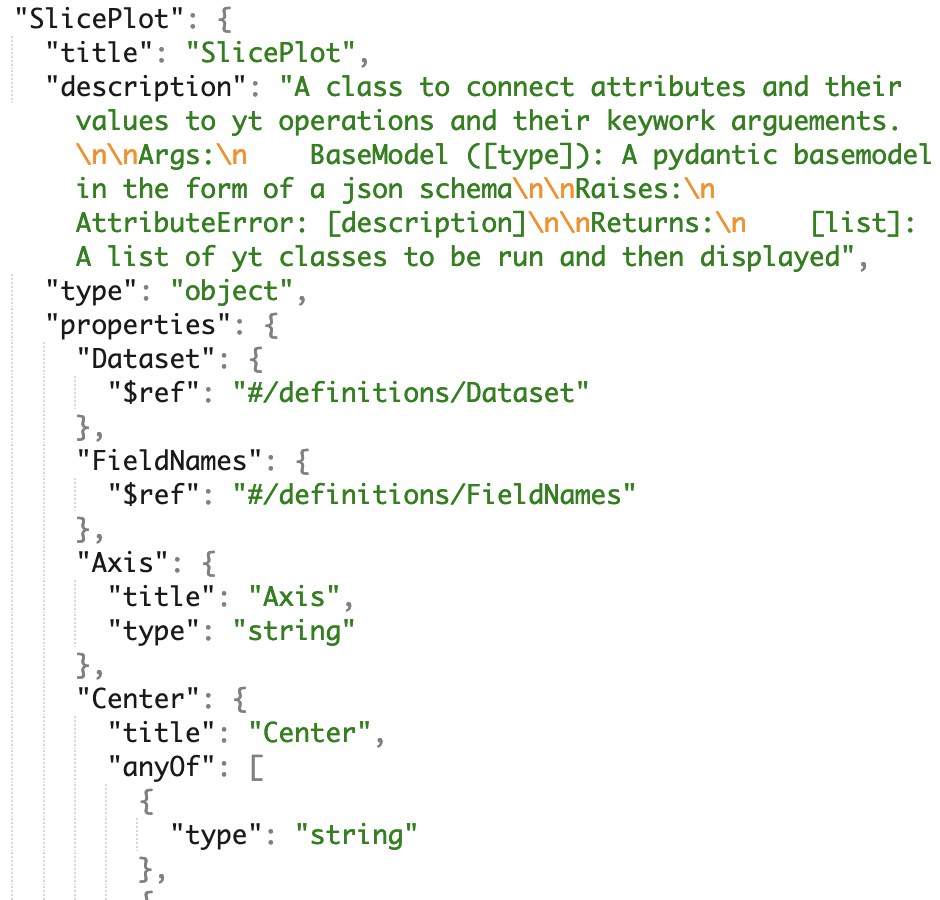 "SlicePlot": {
"title": "SlicePlot",
"description": "A class to connect attributes and their
values to yt operations and their keywork arguements.
\n\nArgs:\n    BaseModel ([type]): A pydantic basemodel
in the form of a json schema\n\nRaises:\n
AttributeError: [description]\n\nReturns:\n    [list]:
A list of yt classes to be run and then displayed",
"type": "object",
"properties": {
"Dataset": {
"$ref": "#/definitions/Dataset"
},
"FieldNames": {
"$ref": "#/definitions/FieldNames"
},
"Axis": {
"title": "Axis",
"type": "string"
},
"Center": {
"title": "Center",
"anyOf": [
{
"type": "string"
},
{